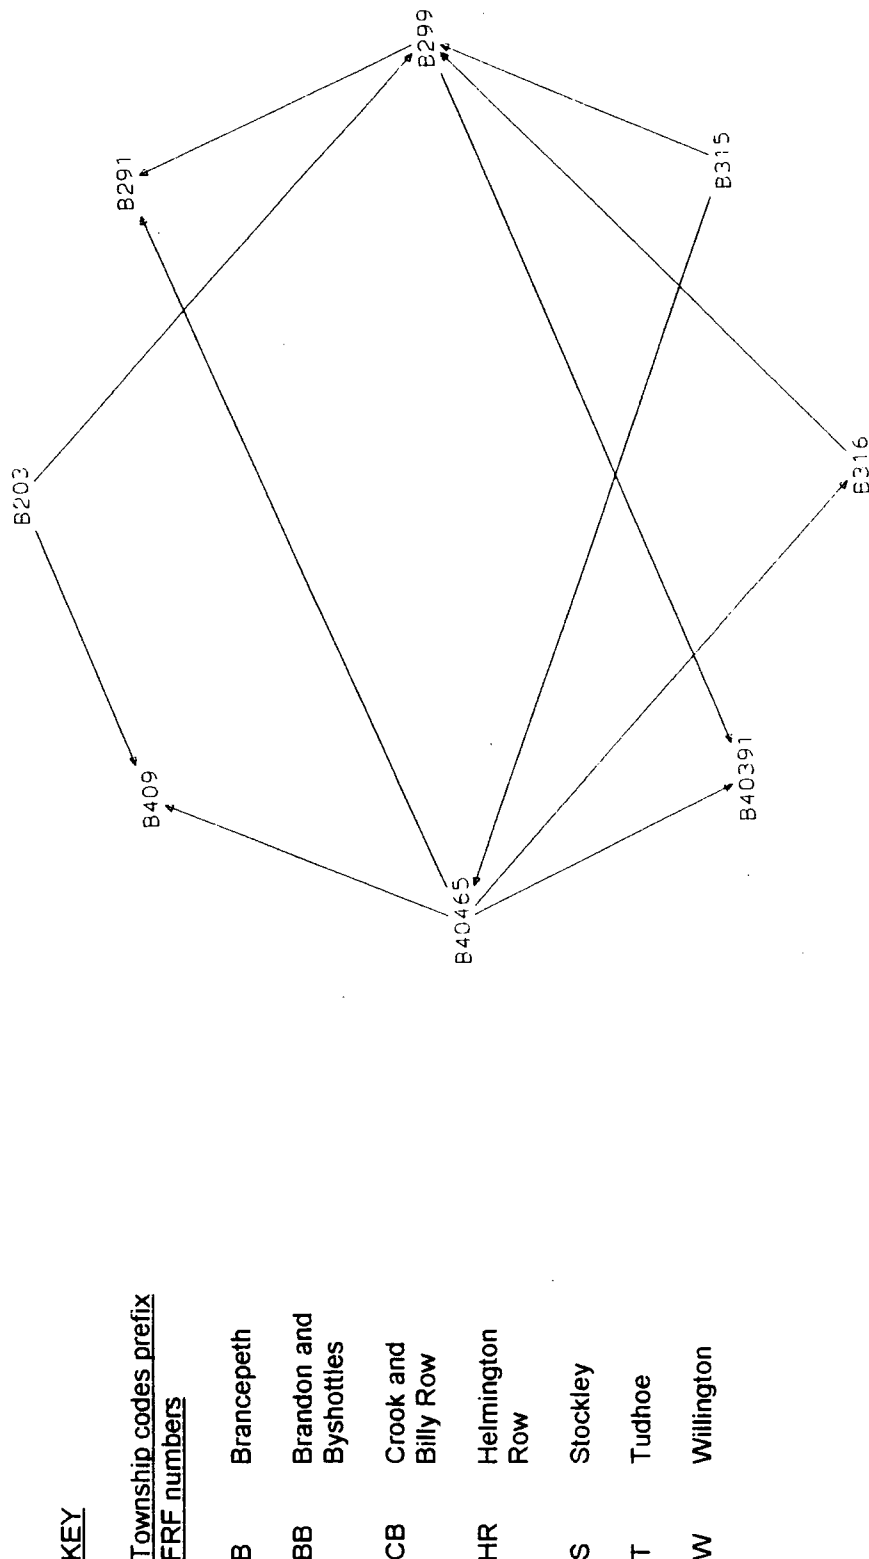 KEY
Township codes prefix
FRF numbers
B Brancepeth
BB Brandon and
Byshottles
CB Crook and
Billy Row
HR Helmington
Row
S Stockley
T Tudhoe
W Willington
B203
B291
B409
B299
B40465
B315
B40391
B316